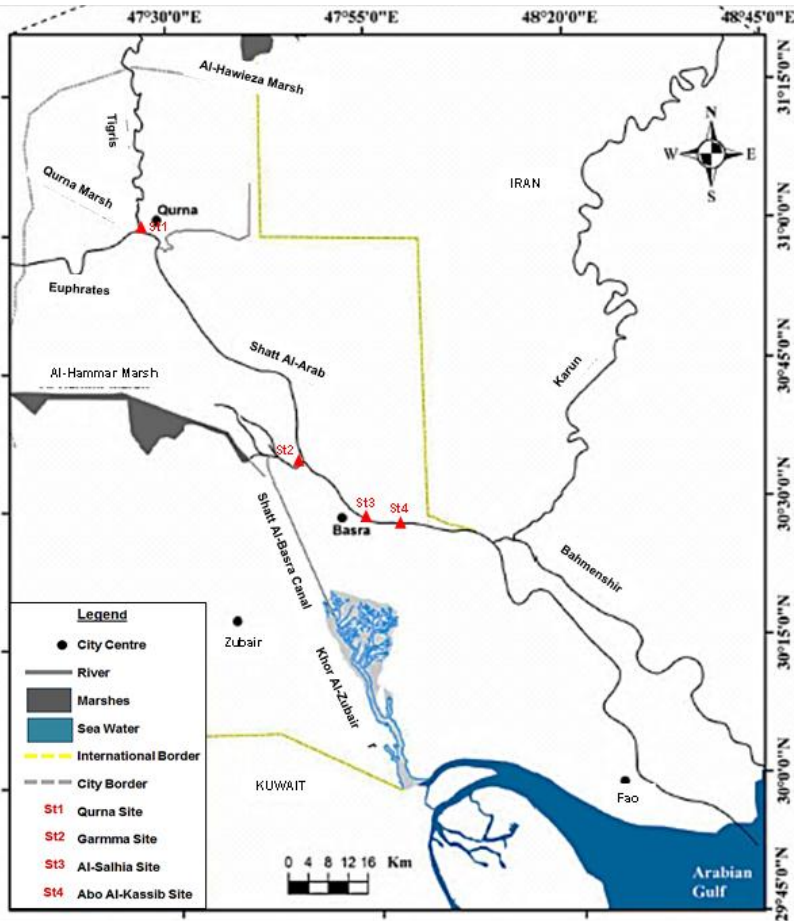 47°30'0"E 47°55'0"E 48°20'0"E 48°45'0"E
Al-Hawieza Marsh
31°15'0"N
Tigris
N
W E
S
IRAN
Qurna Marsh
Qurna
St1
31°0'0"N
Euphrates
Shatt Al-Arab
30°45'0"N
Karun
Al-Hammar Marsh
St2
30°30'0"N
St3
St4
Basra
Shatt Al-Basra Canal
Bahmenshir
Zubair
30°15'0"N
Khor Al-Zubair
r
KUWAIT
30°0'0"N
Fao
0 4 8 12 16 Km
Arabian
Gulf
29°45'0"N
Legend
City Centre
River
Marshes
Sea Water
International Border
City Border
St1 Qurna Site
St2 Garmma Site
St3 Al-Salhia Site
St4 Abo Al-Kassib Site